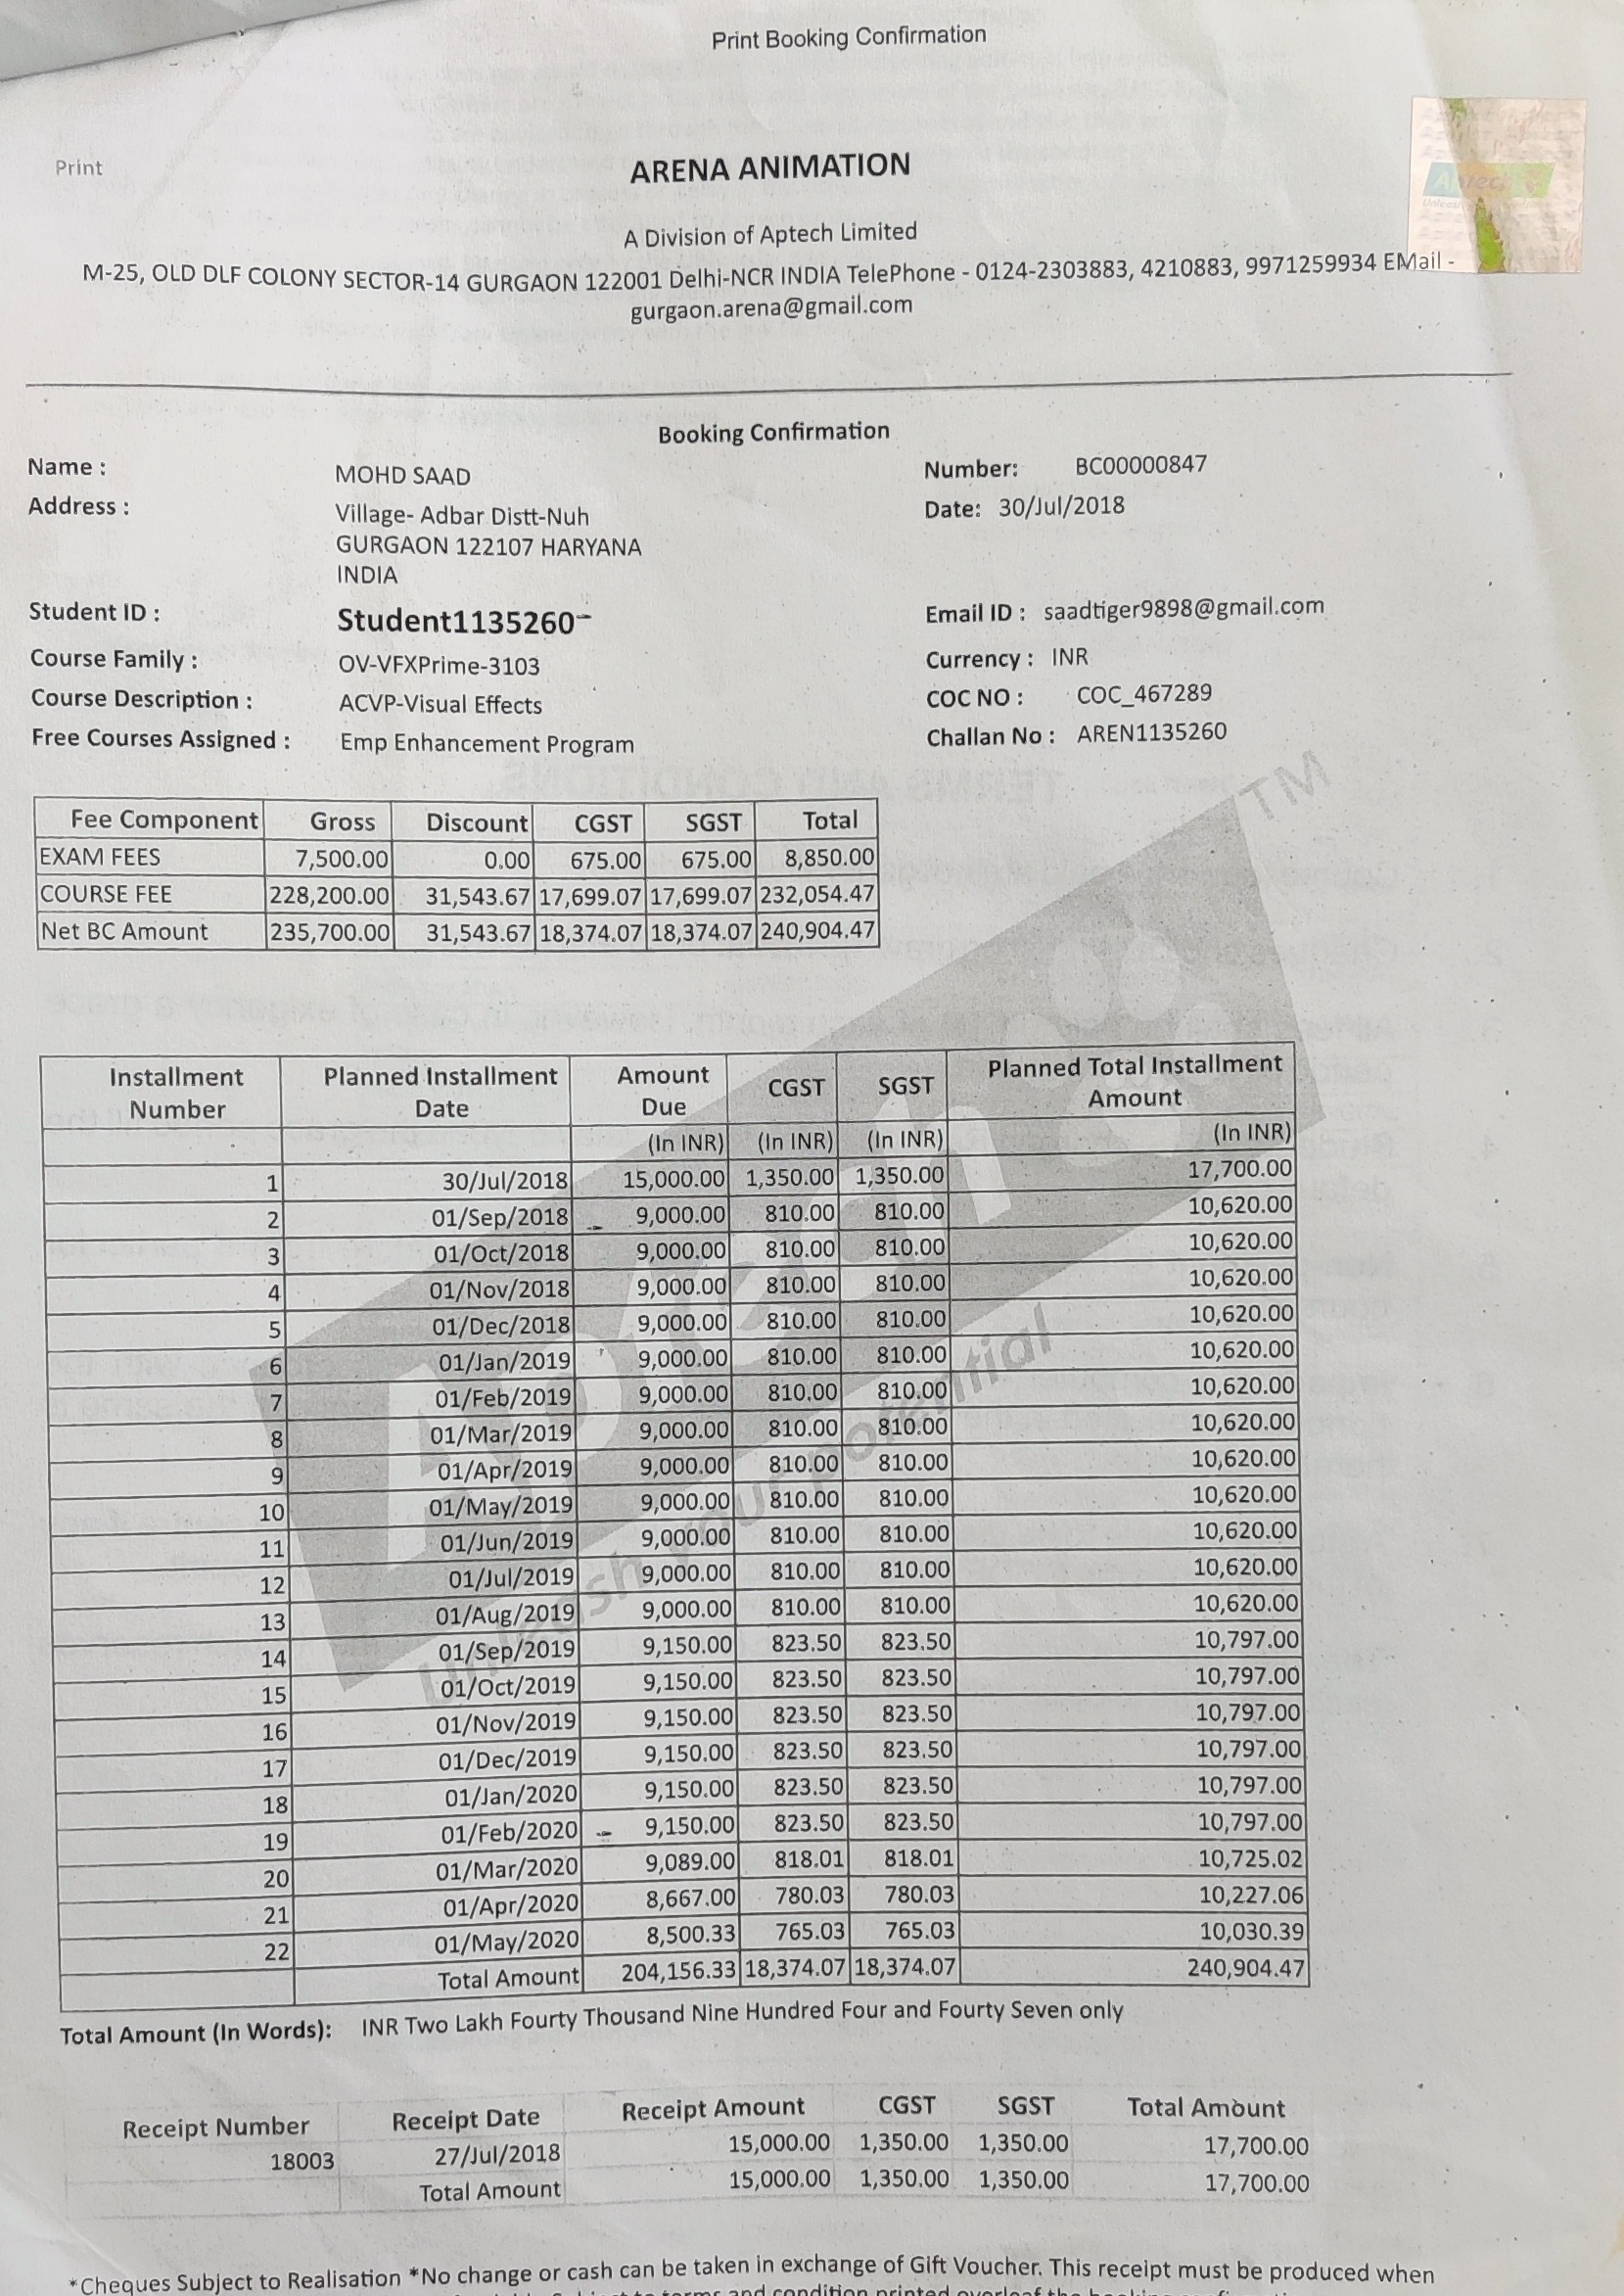 Print Booking Confirmation
Print
ARENA ANIMATION
Aptech
A Division of Aptech Limited
M-25, OLD DLF COLONY SECTOR-14 GURGAON 122001 Delhi-NCR INDIA TelePhone - 0124-2303883, 4210883, 9971259934 EMail -
gurgaon.arena@gmail.com
Booking Confirmation
Name : MOHD SAAD Number: BC00000847
Address : Village- Adbar Distt-Nuh Date: 30/Jul/2018
GURGAON 122107 HARYANA
INDIA
Student ID : Student1135260 Email ID : saadtiger9898@gmail.com
Course Family : OV-VFXPrime-3103 Currency : INR
Course Description : ACVP-Visual Effects COC NO : COC_467289
Free Courses Assigned : Emp Enhancement Program Challan No : AREN1135260
Fee Component Gross Discount CGST SGST Total
EXAM FEES 7,500.00 0.00 675.00 675.00 8,850.00
COURSE FEE 228,200.00 31,543.67 17,699.07 17,699.07 232,054.47
Net BC Amount 235,700.00 31,543.67 18,374.07 18,374.07 240,904.47
Installment Number Planned Installment Date Amount Due CGST SGST Planned Total Installment Amount
(In INR) (In INR) (In INR) (In INR)
1 30/Jul/2018 15,000.00 1,350.00 1,350.00 17,700.00
2 01/Sep/2018 9,000.00 810.00 810.00 10,620.00
3 01/Oct/2018 9,000.00 810.00 810.00 10,620.00
4 01/Nov/2018 9,000.00 810.00 810.00 10,620.00
5 01/Dec/2018 9,000.00 810.00 810.00 10,620.00
6 01/Jan/2019 9,000.00 810.00 810.00 10,620.00
7 01/Feb/2019 9,000.00 810.00 810.00 10,620.00
8 01/Mar/2019 9,000.00 810.00 810.00 10,620.00
9 01/Apr/2019 9,000.00 810.00 810.00 10,620.00
10 01/May/2019 9,000.00 810.00 810.00 10,620.00
11 01/Jun/2019 9,000.00 810.00 810.00 10,620.00
12 01/Jul/2019 9,000.00 810.00 810.00 10,620.00
13 01/Aug/2019 9,000.00 810.00 810.00 10,620.00
14 01/Sep/2019 9,150.00 823.50 823.50 10,797.00
15 01/Oct/2019 9,150.00 823.50 823.50 10,797.00
16 01/Nov/2019 9,150.00 823.50 823.50 10,797.00
17 01/Dec/2019 9,150.00 823.50 823.50 10,797.00
18 01/Jan/2020 9,150.00 823.50 823.50 10,797.00
19 01/Feb/2020 9,150.00 823.50 823.50 10,797.00
20 01/Mar/2020 9,089.00 818.01 818.01 10,725.02
21 01/Apr/2020 8,667.00 780.03 780.03 10,227.06
22 01/May/2020 8,500.33 765.03 765.03 10,030.39
Total Amount 204,156.33 18,374.07 18,374.07 240,904.47
Aptech TM
Unleash your potential
Total Amount (In Words): INR Two Lakh Fourty Thousand Nine Hundred Four and Fourty Seven only
Receipt Number Receipt Date Receipt Amount CGST SGST Total Amount
18003 27/Jul/2018 15,000.00 1,350.00 1,350.00 17,700.00
Total Amount 15,000.00 1,350.00 1,350.00 17,700.00
*Cheques Subject to Realisation *No change or cash can be taken in exchange of Gift Voucher. This receipt must be produced when